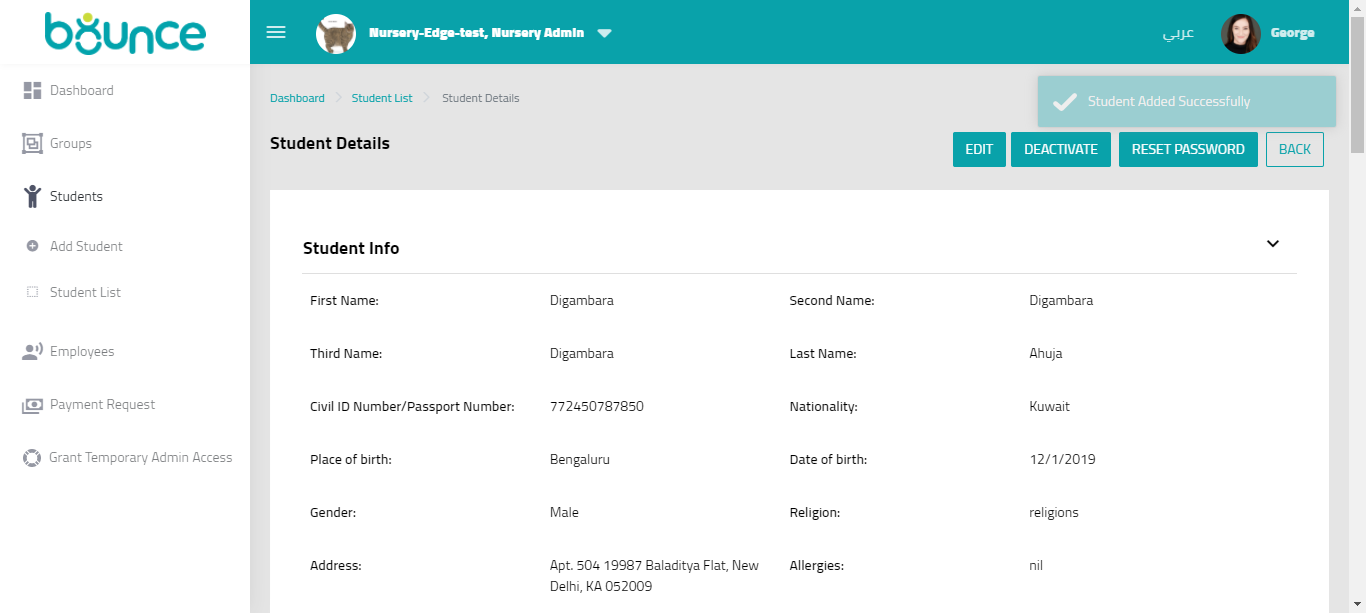 bounce
Nursery-Edge-test, Nursery Admin
عربي
George
Dashboard
Groups
Students
Add Student
Student List
Employees
Payment Request
Grant Temporary Admin Access
Dashboard
Student List
Student Details
Student Added Successfully
Student Details
EDIT
DEACTIVATE
RESET PASSWORD
BACK
Student Info
First Name: Digambara Second Name: Digambara
Third Name: Digambara Last Name: Ahuja
Civil ID Number/Passport Number: 772450787850 Nationality: Kuwait
Place of birth: Bengaluru Date of birth: 12/1/2019
Gender: Male Religion: religions
Address: Apt. 504 19987 Baladitya Flat, New Allergies: nil
Delhi, KA 052009